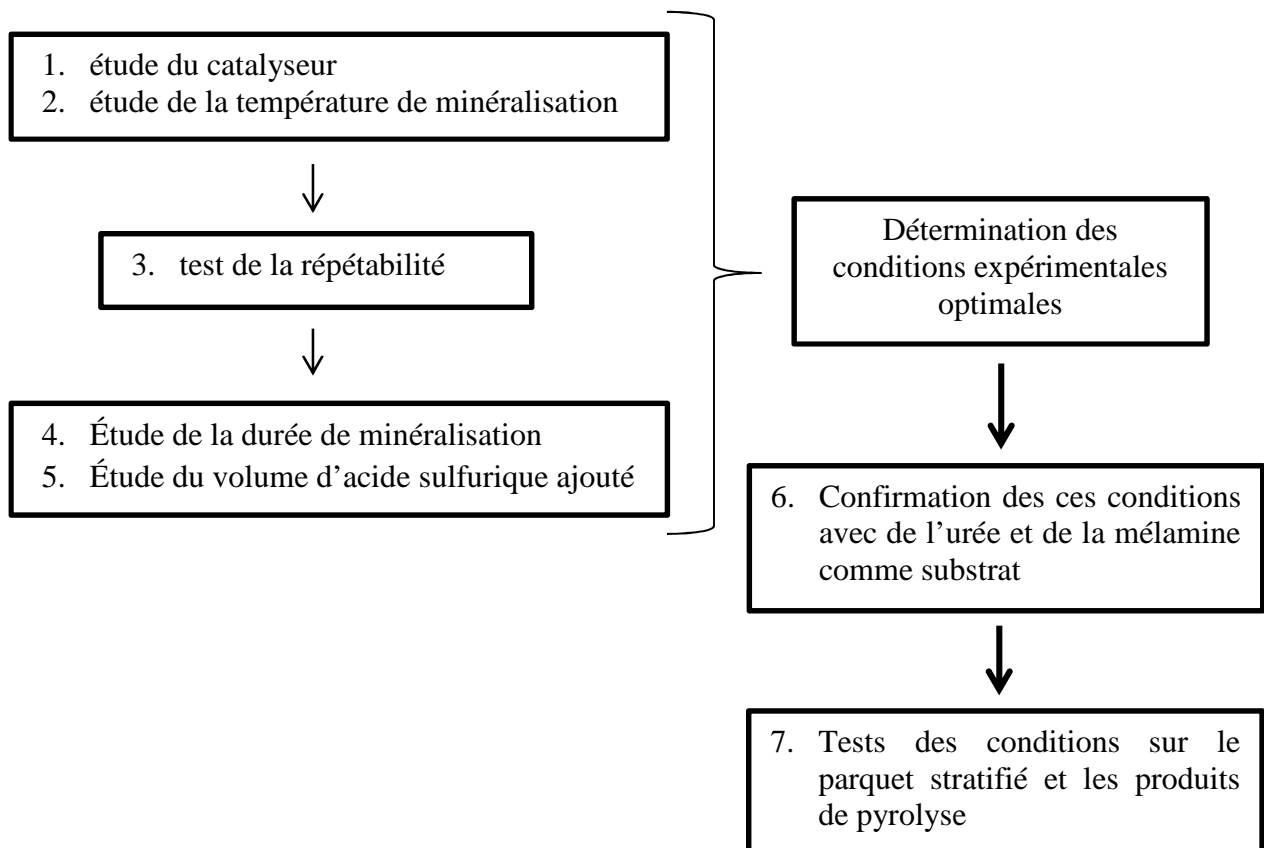 1. étude du catalyseur
2. étude de la température de minéralisation
3. test de la répétabilité
4. Étude de la durée de minéralisation
5. Étude du volume d’acide sulfurique ajouté
Détermination des
conditions expérimentales
optimales
6. Confirmation des ces conditions
avec de l’urée et de la mélamine
comme substrat
7. Tests des conditions sur le
parquet stratifié et les produits
de pyrolyse